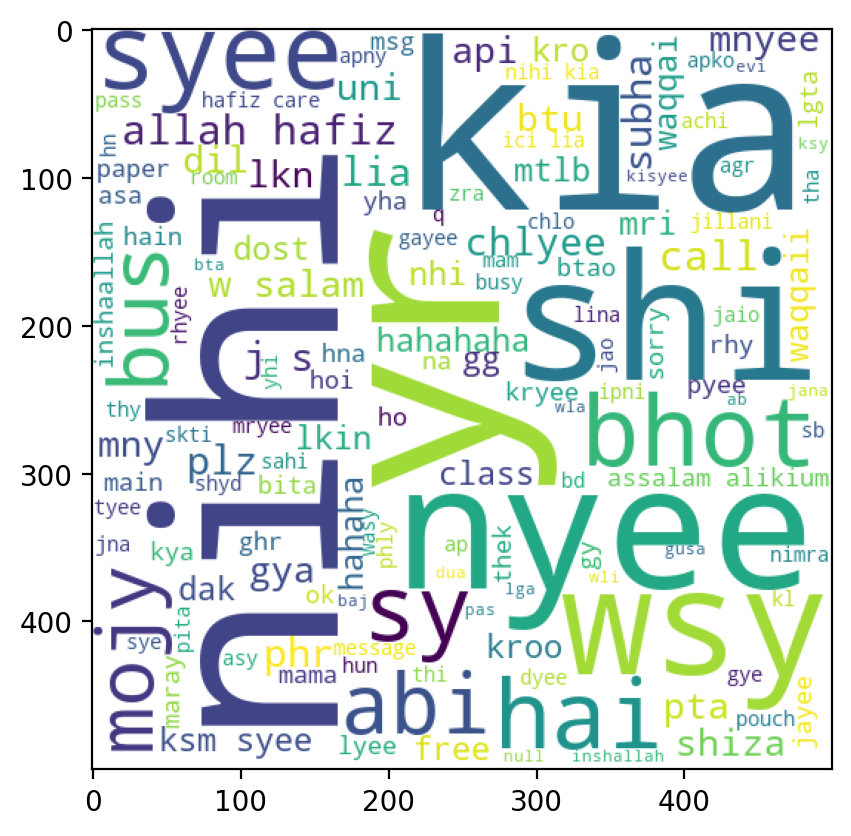 0
100
200
300
400
0
100
200
300
400
syee
apny
msg
api
kro
mnyee
kia
nihi kia
apko
evi
pass
hafiz care
uni
btu
subha
waqqai
achi
lgta
hn
allah hafiz
ici lia
ksy
paper
dil
room
lkn
lia
mtlb
kisyee
agr
tha
asa
yha
zra
q
chlo
mri
jillani
hain
nihi
dost
gayee
chlyee
call
inshaallah
bus
bta
w salam
nhi
mam
busy
btao
waqqaii
rhyee
yr
shi
lina
jaio
j s
hna
hahahaha
jao
sorry
rhy
yhi
hoi
na
gg
kryee
ipni
pyee
jana
thy
mryee
ho
wla
ab
mny
skti
lkin
bhot
sb
plz
sahi
class
bd
assalam alikium
main
shyd
bita
hahaha
tyee
nyee
wasy
phly
jna
kya
ghr
ap
thek
gy
gusa
nimra
dak
gya
dua
wli
ok
baj
sy
pas
lga
wsy
kl
mojy
sye
pita
phr
message
kroo
asy
mama
hun
thi
dyee
gye
maray
abi
hai
pta
jayee
pouch
ksm syee
lyee
free
null
inshallah
shiza